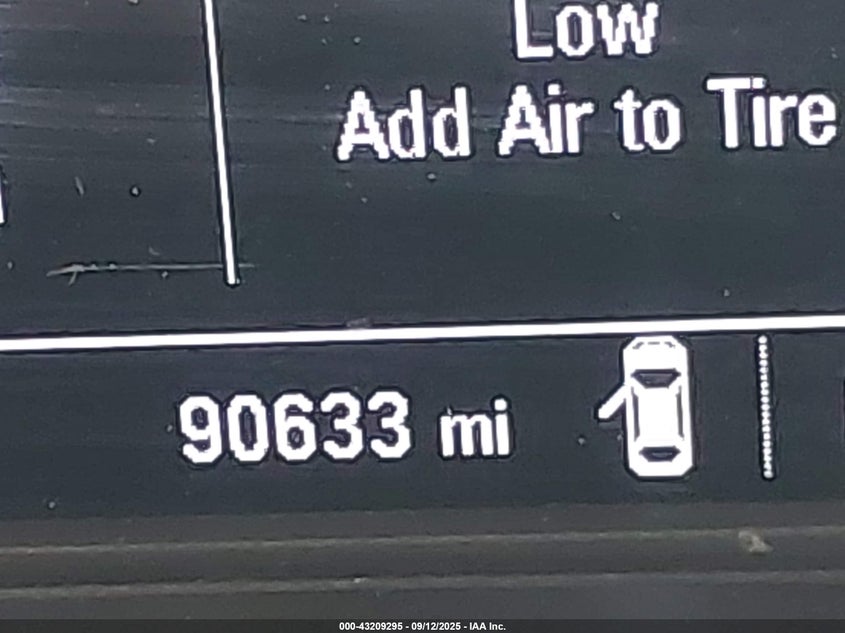 Low
Add Air to Tire
90633 mi
000-43209295 - 09/12/2025 - IAA Inc.